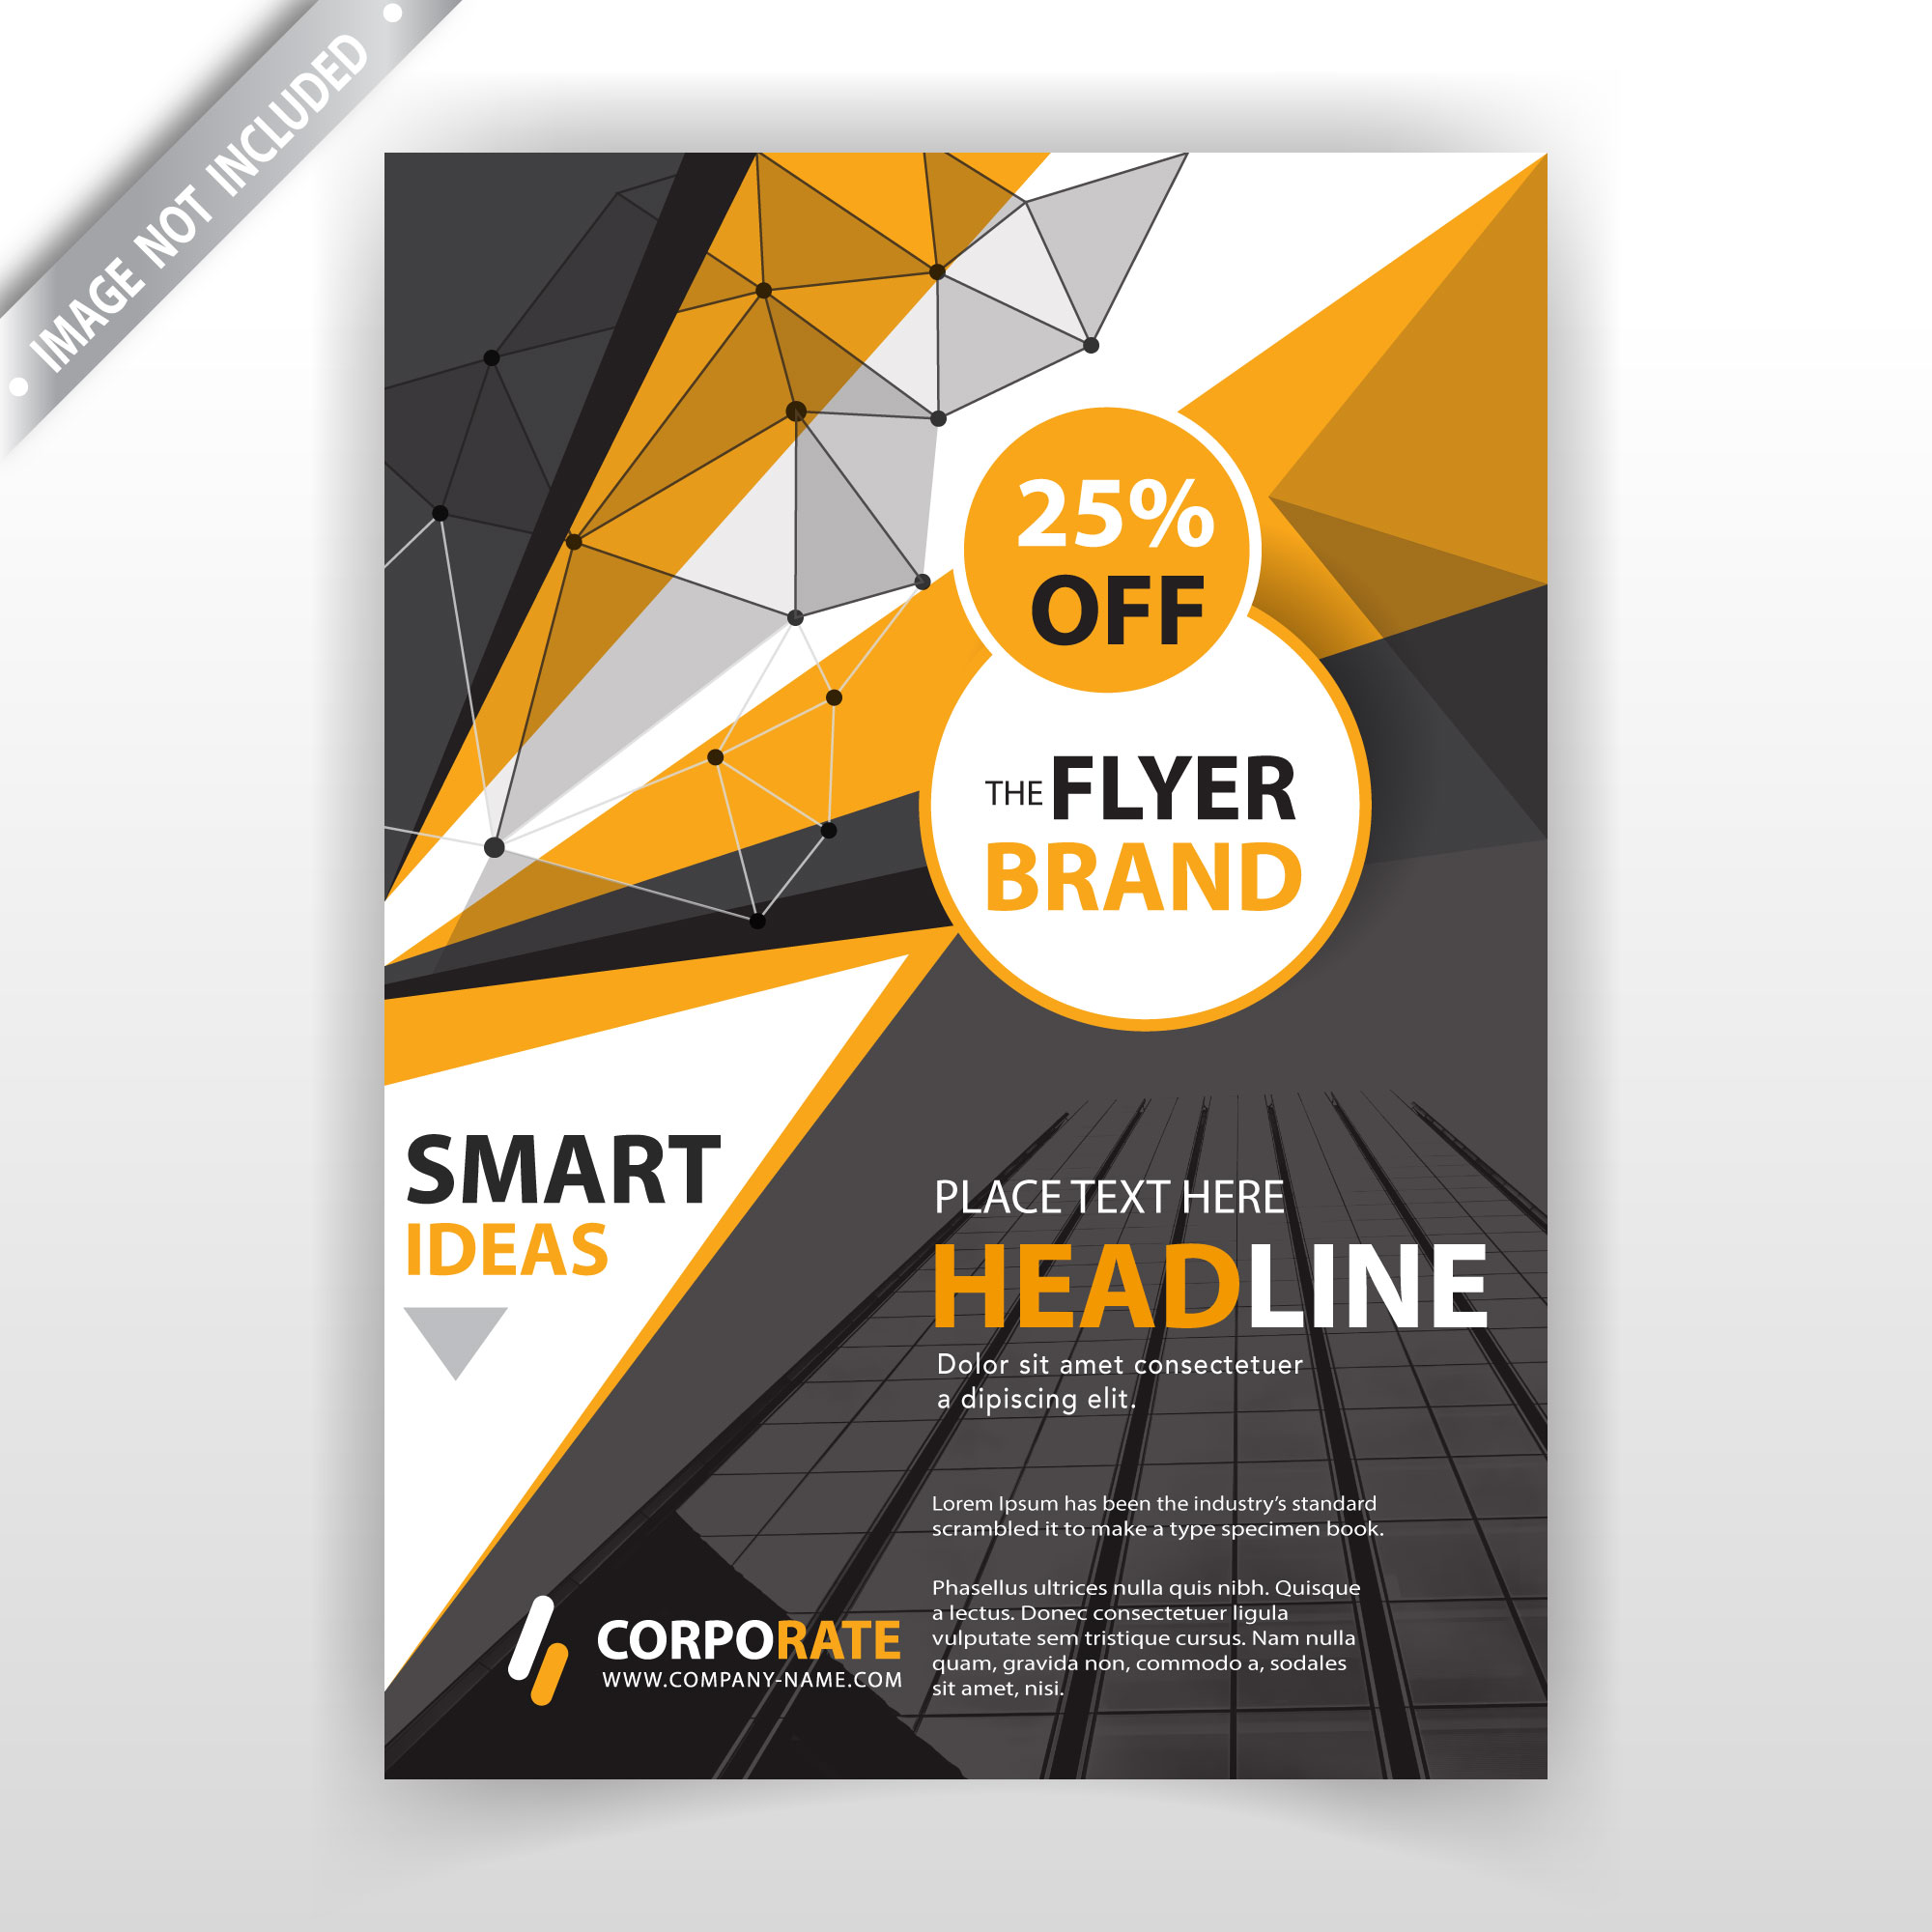 IMAGE NOT INCLUDED
25%
OFF
THE FLYER
BRAND
SMART
IDEAS
PLACE TEXT HERE
HEADLINE
Dolor sit amet consectetuer
a dipiscing elit.
Lorem Ipsum has been the industry's standard
scrambled it to make a type specimen book.
Phasellus ultrices nulla quis nibh. Quisque
a lectus. Donec consectetuer ligula
vulputate sem tristique cursus. Nam nulla
quam, gravida non, commodo a, sodales
sit amet, nisi.
CORPORATE
WWW.COMPANY-NAME.COM